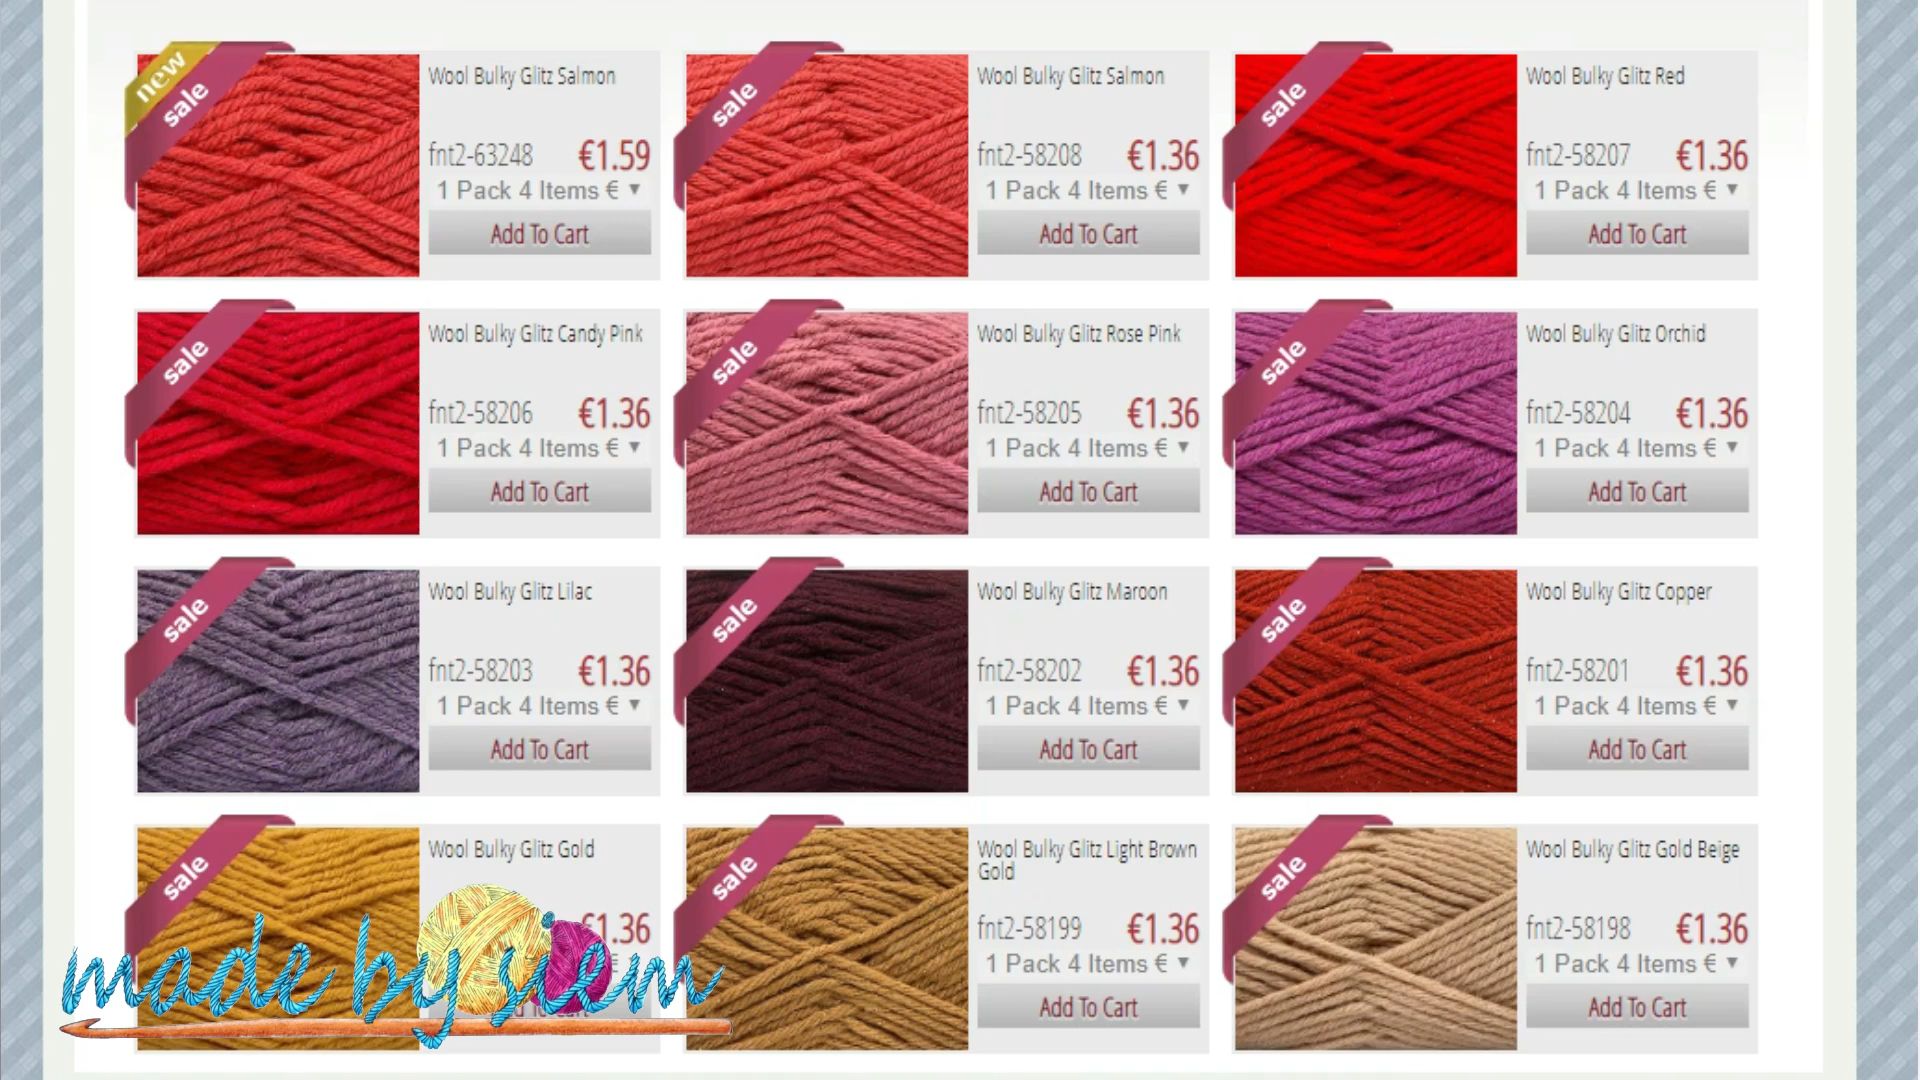 new
sale
Wool Bulky Glitz Salmon
fnt2-63248 €1.59
1 Pack 4 Items €
Add To Cart
sale
Wool Bulky Glitz Salmon
fnt2-58208 €1.36
1 Pack 4 Items €
Add To Cart
sale
Wool Bulky Glitz Red
fnt2-58207 €1.36
1 Pack 4 Items €
Add To Cart
sale
Wool Bulky Glitz Candy Pink
fnt2-58206 €1.36
1 Pack 4 Items €
Add To Cart
sale
Wool Bulky Glitz Rose Pink
fnt2-58205 €1.36
1 Pack 4 Items €
Add To Cart
sale
Wool Bulky Glitz Orchid
fnt2-58204 €1.36
1 Pack 4 Items €
Add To Cart
sale
Wool Bulky Glitz Lilac
fnt2-58203 €1.36
1 Pack 4 Items €
Add To Cart
sale
Wool Bulky Glitz Maroon
fnt2-58202 €1.36
1 Pack 4 Items €
Add To Cart
sale
Wool Bulky Glitz Copper
fnt2-58201 €1.36
1 Pack 4 Items €
Add To Cart
sale
Wool Bulky Glitz Gold
1.36
sale
Wool Bulky Glitz Light Brown
Gold
fnt2-58199 €1.36
1 Pack 4 Items €
Add To Cart
sale
Wool Bulky Glitz Gold Beige
fnt2-58198 €1.36
1 Pack 4 Items €
Add To Cart
made by siem